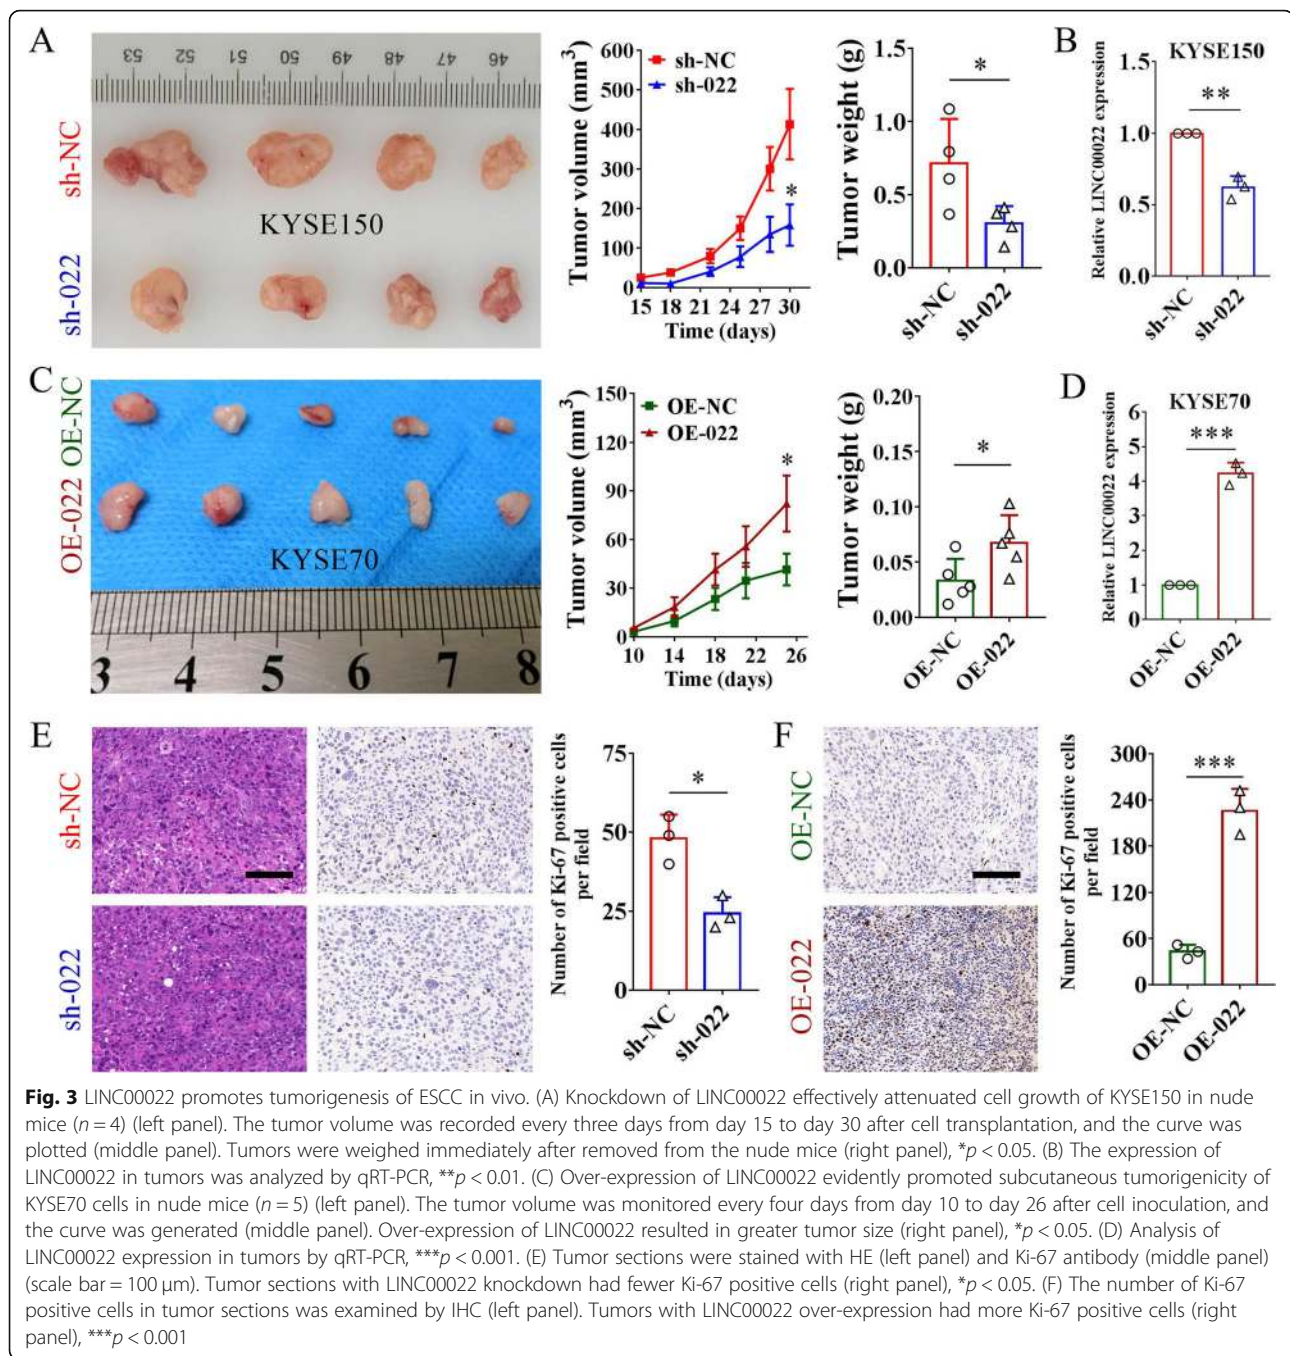 A
53 52 51 50 49 48 47 46
sh-NC
KYSE150
sh-022
Tumor volume (mm³)
600
500
400
300
200
100
0
sh-NC
sh-022
*
15 18 21 24 27 30
Time (days)
Tumor weight (g)
1.5
1.0
0.5
0.0
*
sh-NC
sh-022
B
KYSE150
Relative LINC00022 expression
1.5
1.0
0.5
0.0
**
sh-NC
sh-022
C
OE-NC
OE-022
KYSE70
3 4 5 6 7 8
Tumor volume (mm³)
150
120
90
60
30
0
OE-NC
OE-022
*
10 14 18 22 26
Time (days)
Tumor weight (g)
0.20
0.15
0.10
0.05
0.00
*
OE-NC
OE-022
D
KYSE70
Relative LINC00022 expression
6
5
4
3
2
1
0
***
OE-NC
OE-022
E
sh-NC
sh-022
Number of Ki-67 positive cells
per field
75
50
25
0
*
sh-NC
sh-022
F
OE-NC
OE-022
Number of Ki-67 positive cells
per field
300
240
180
120
60
0
***
OE-NC
OE-022
Fig. 3 LINC00022 promotes tumorigenesis of ESCC in vivo. (A) Knockdown of LINC00022 effectively attenuated cell growth of KYSE150 in nude
mice (n = 4) (left panel). The tumor volume was recorded every three days from day 15 to day 30 after cell transplantation, and the curve was
plotted (middle panel). Tumors were weighed immediately after removed from the nude mice (right panel), *p < 0.05. (B) The expression of
LINC00022 in tumors was analyzed by qRT-PCR, **p < 0.01. (C) Over-expression of LINC00022 evidently promoted subcutaneous tumorigenicity of
KYSE70 cells in nude mice (n = 5) (left panel). The tumor volume was monitored every four days from day 10 to day 26 after cell inoculation, and
the curve was generated (middle panel). Over-expression of LINC00022 resulted in greater tumor size (right panel), *p < 0.05. (D) Analysis of
LINC00022 expression in tumors by qRT-PCR, ***p < 0.001. (E) Tumor sections were stained with HE (left panel) and Ki-67 antibody (middle panel)
(scale bar = 100 μm). Tumor sections with LINC00022 knockdown had fewer Ki-67 positive cells (right panel), *p < 0.05. (F) The number of Ki-67
positive cells in tumor sections was examined by IHC (left panel). Tumors with LINC00022 over-expression had more Ki-67 positive cells (right
panel), ***p < 0.001